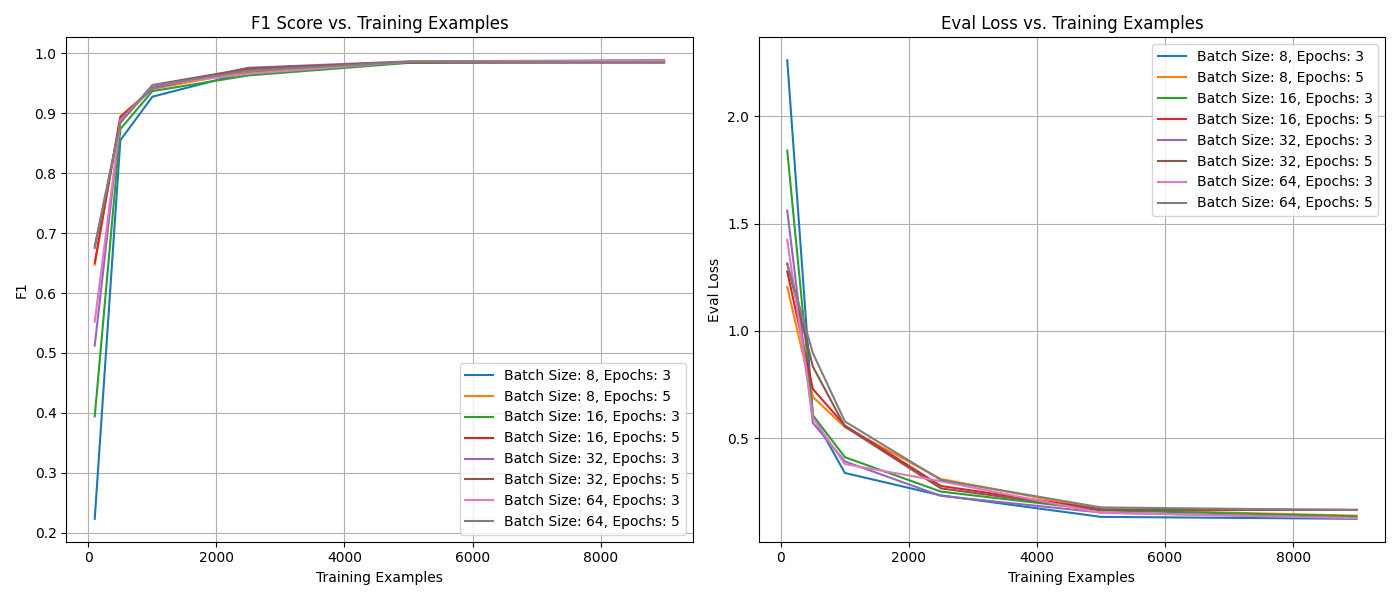 F1 Score vs. Training Examples
1.0
0.9
0.8
0.7
0.6
0.5
0.4
0.3
0.2
F1
0
2000
4000
6000
8000
Training Examples
Batch Size: 8, Epochs: 3
Batch Size: 8, Epochs: 5
Batch Size: 16, Epochs: 3
Batch Size: 16, Epochs: 5
Batch Size: 32, Epochs: 3
Batch Size: 32, Epochs: 5
Batch Size: 64, Epochs: 3
Batch Size: 64, Epochs: 5
Eval Loss vs. Training Examples
2.0
1.5
1.0
0.5
Eval Loss
0
2000
4000
6000
8000
Training Examples
Batch Size: 8, Epochs: 3
Batch Size: 8, Epochs: 5
Batch Size: 16, Epochs: 3
Batch Size: 16, Epochs: 5
Batch Size: 32, Epochs: 3
Batch Size: 32, Epochs: 5
Batch Size: 64, Epochs: 3
Batch Size: 64, Epochs: 5